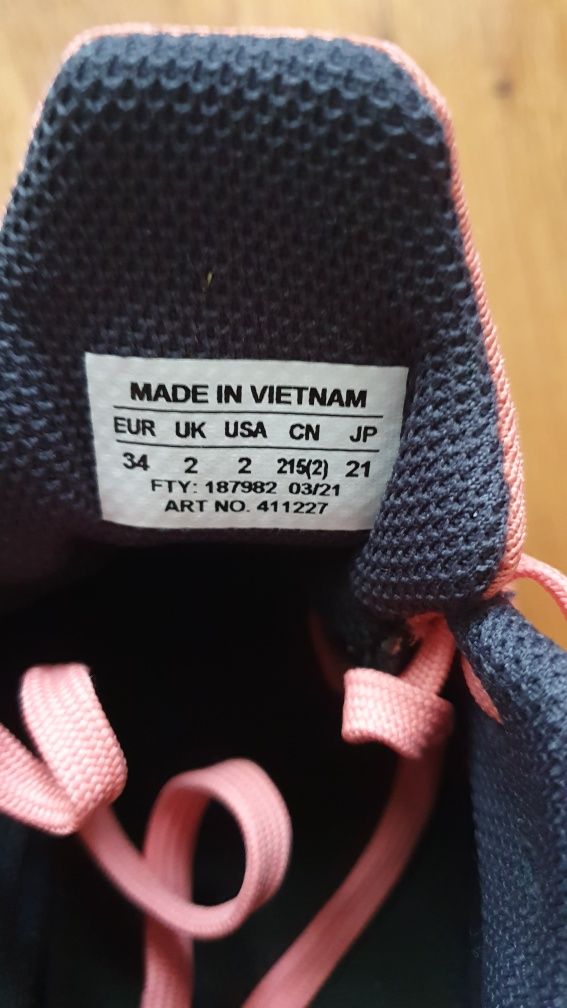 MADE IN VIETNAM
EUR UK USA CN JP
34 2 2 215(2) 21
FTY: 187982 03/21
ART NO. 411227